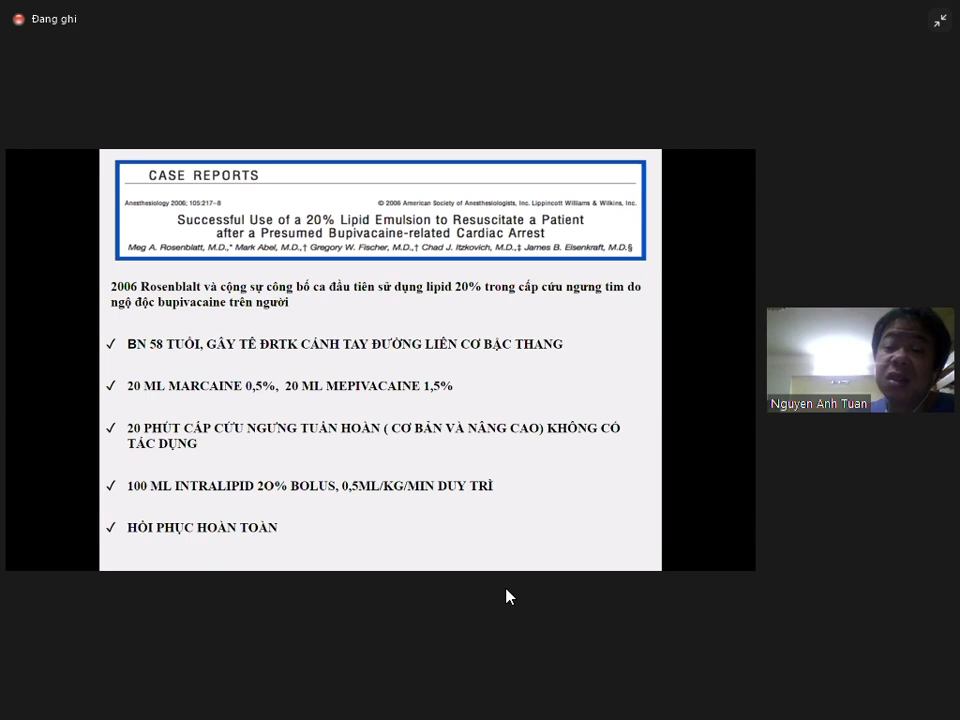 Đang ghi
CASE REPORTS
Anesthesiology 2006; 105:217–8
© 2006 American Society of Anesthesiologists, Inc. Lippincott Williams & Wilkins, Inc.
Successful Use of a 20% Lipid Emulsion to Resuscitate a Patient
after a Presumed Bupivacaine-related Cardiac Arrest
Meg A. Rosenblatt, M.D.,* Mark Abel, M.D.,† Gregory W. Fischer, M.D.,† Chad J. Itzkovich, M.D.,‡ James B. Eisenkraft, M.D.§
2006 Rosenblalt và cộng sự công bố ca đầu tiên sử dụng lipid 20% trong cấp cứu ngưng tim do
ngộ độc bupivacaine trên người
✓ BN 58 TUỔI, GÂY TÊ ĐRTK CÁNH TAY ĐƯỜNG LIÊN CƠ BẬC THANG
✓ 20 ML MARCAINE 0,5%, 20 ML MEPIVACAINE 1,5%
✓ 20 PHÚT CẤP CỨU NGƯNG TUẦN HOÀN ( CƠ BẢN VÀ NÂNG CAO) KHÔNG CÓ
TÁC DỤNG
✓ 100 ML INTRALIPID 2O% BOLUS, 0,5ML/KG/MIN DUY TRÌ
✓ HỒI PHỤC HOÀN TOÀN
Nguyen Anh Tuan